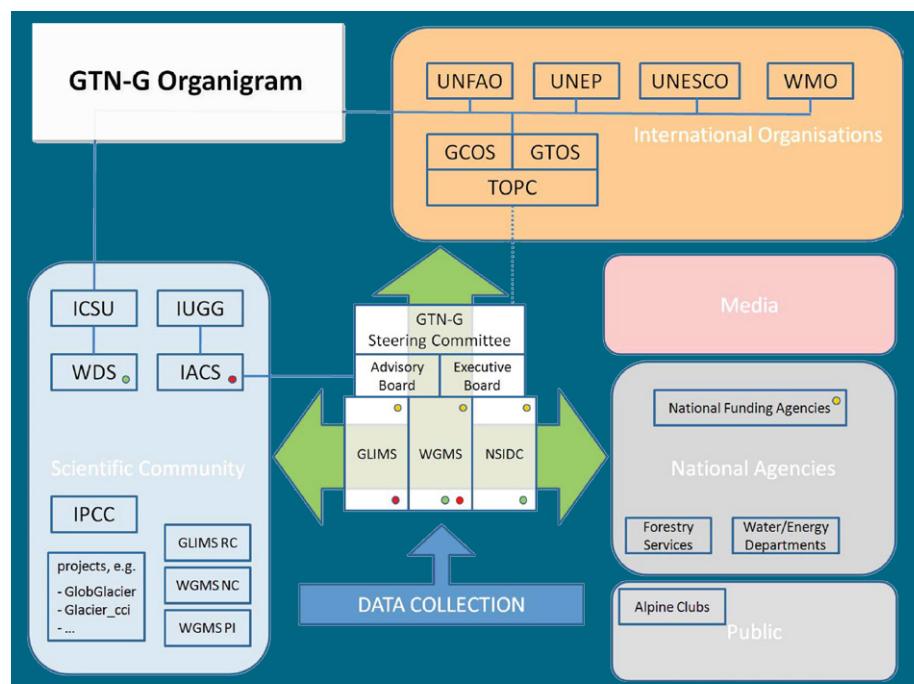 GTN-G Organigram
UNFAO
UNEP
UNESCO
WMO
International Organisations
GCOS
GTOS
TOPC
ICSU
IUGG
WDS
IACS
Scientific Community
IPCC
projects, e.g.
- GlobGlacier
- Glacier_cci
- ...
GLIMS RC
WGMS NC
WGMS PI
GTN-G
Steering Committee
Advisory
Board
Executive
Board
GLIMS
WGMS
NSIDC
DATA COLLECTION
Media
National Funding Agencies
National Agencies
Forestry
Services
Water/Energy
Departments
Alpine Clubs
Public